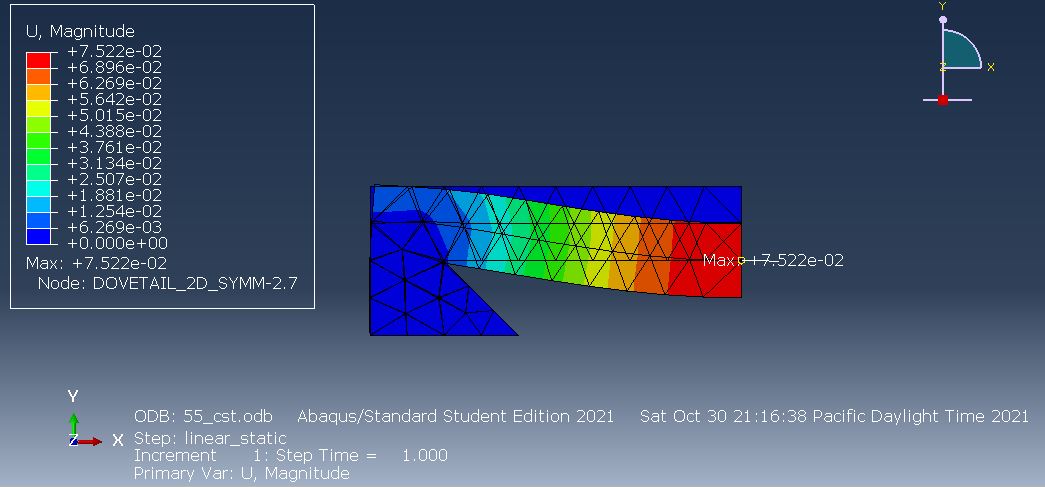 U, Magnitude
+7.522e-02
+6.896e-02
+6.269e-02
+5.642e-02
+5.015e-02
+4.388e-02
+3.761e-02
+3.134e-02
+2.507e-02
+1.881e-02
+1.254e-02
+6.269e-03
+0.000e+00
Max: +7.522e-02
Node: DOVETAIL_2D_SYMM-2.7
Y
Z
X
Max: +7.522e-02
Y
Z
X
ODB: 55_cst.odb Abaqus/Standard Student Edition 2021 Sat Oct 30 21:16:38 Pacific Daylight Time 2021
Step: linear_static
Increment 1: Step Time = 1.000
Primary Var: U, Magnitude